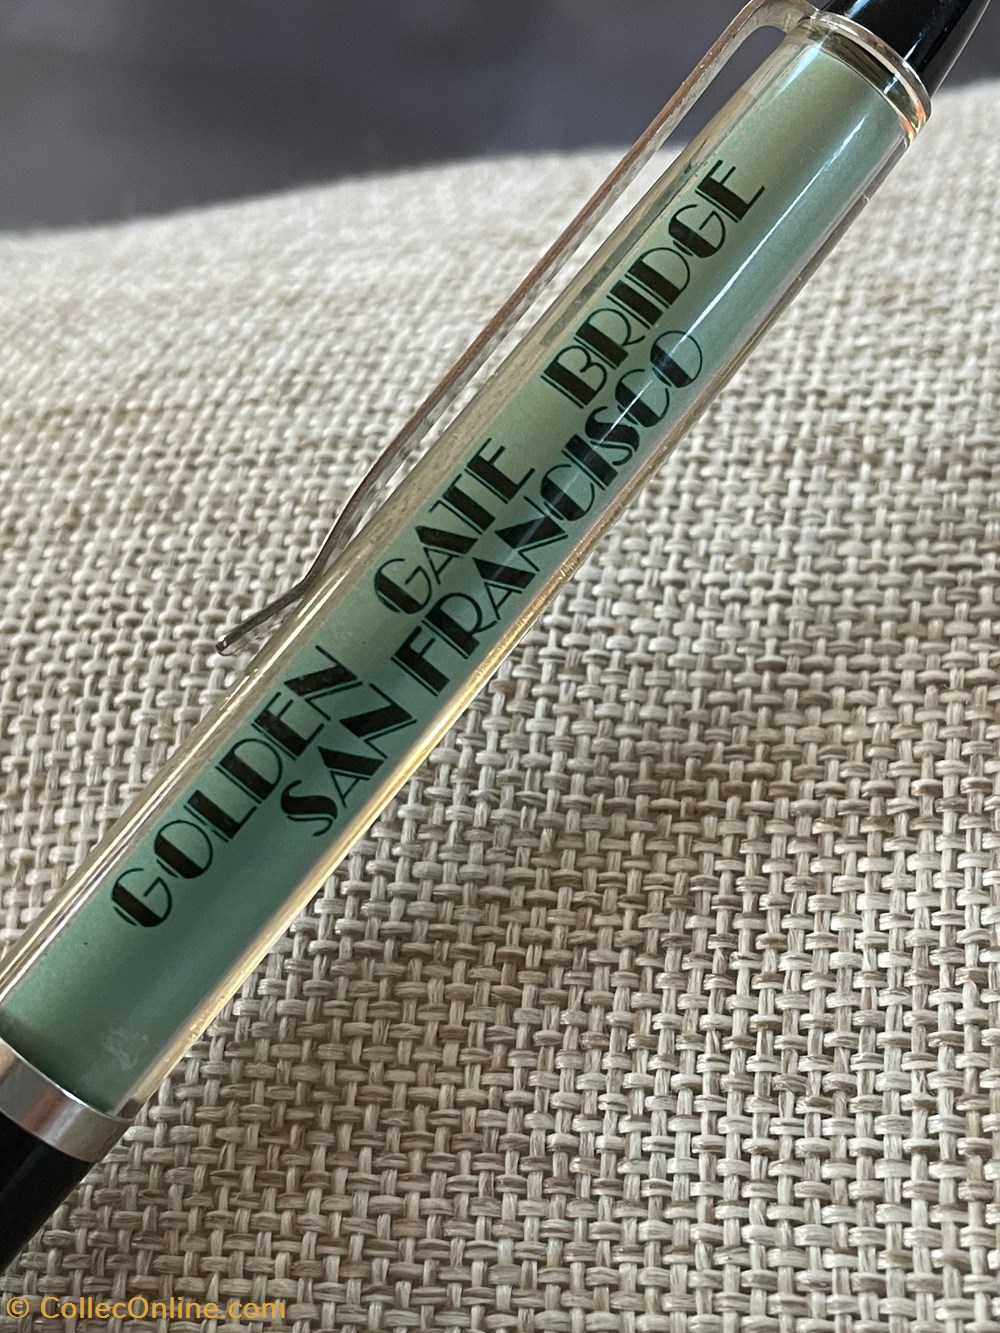 GOLDEN GATE BRIDGE
SAN FRANCISCO
© CollecOnline.com